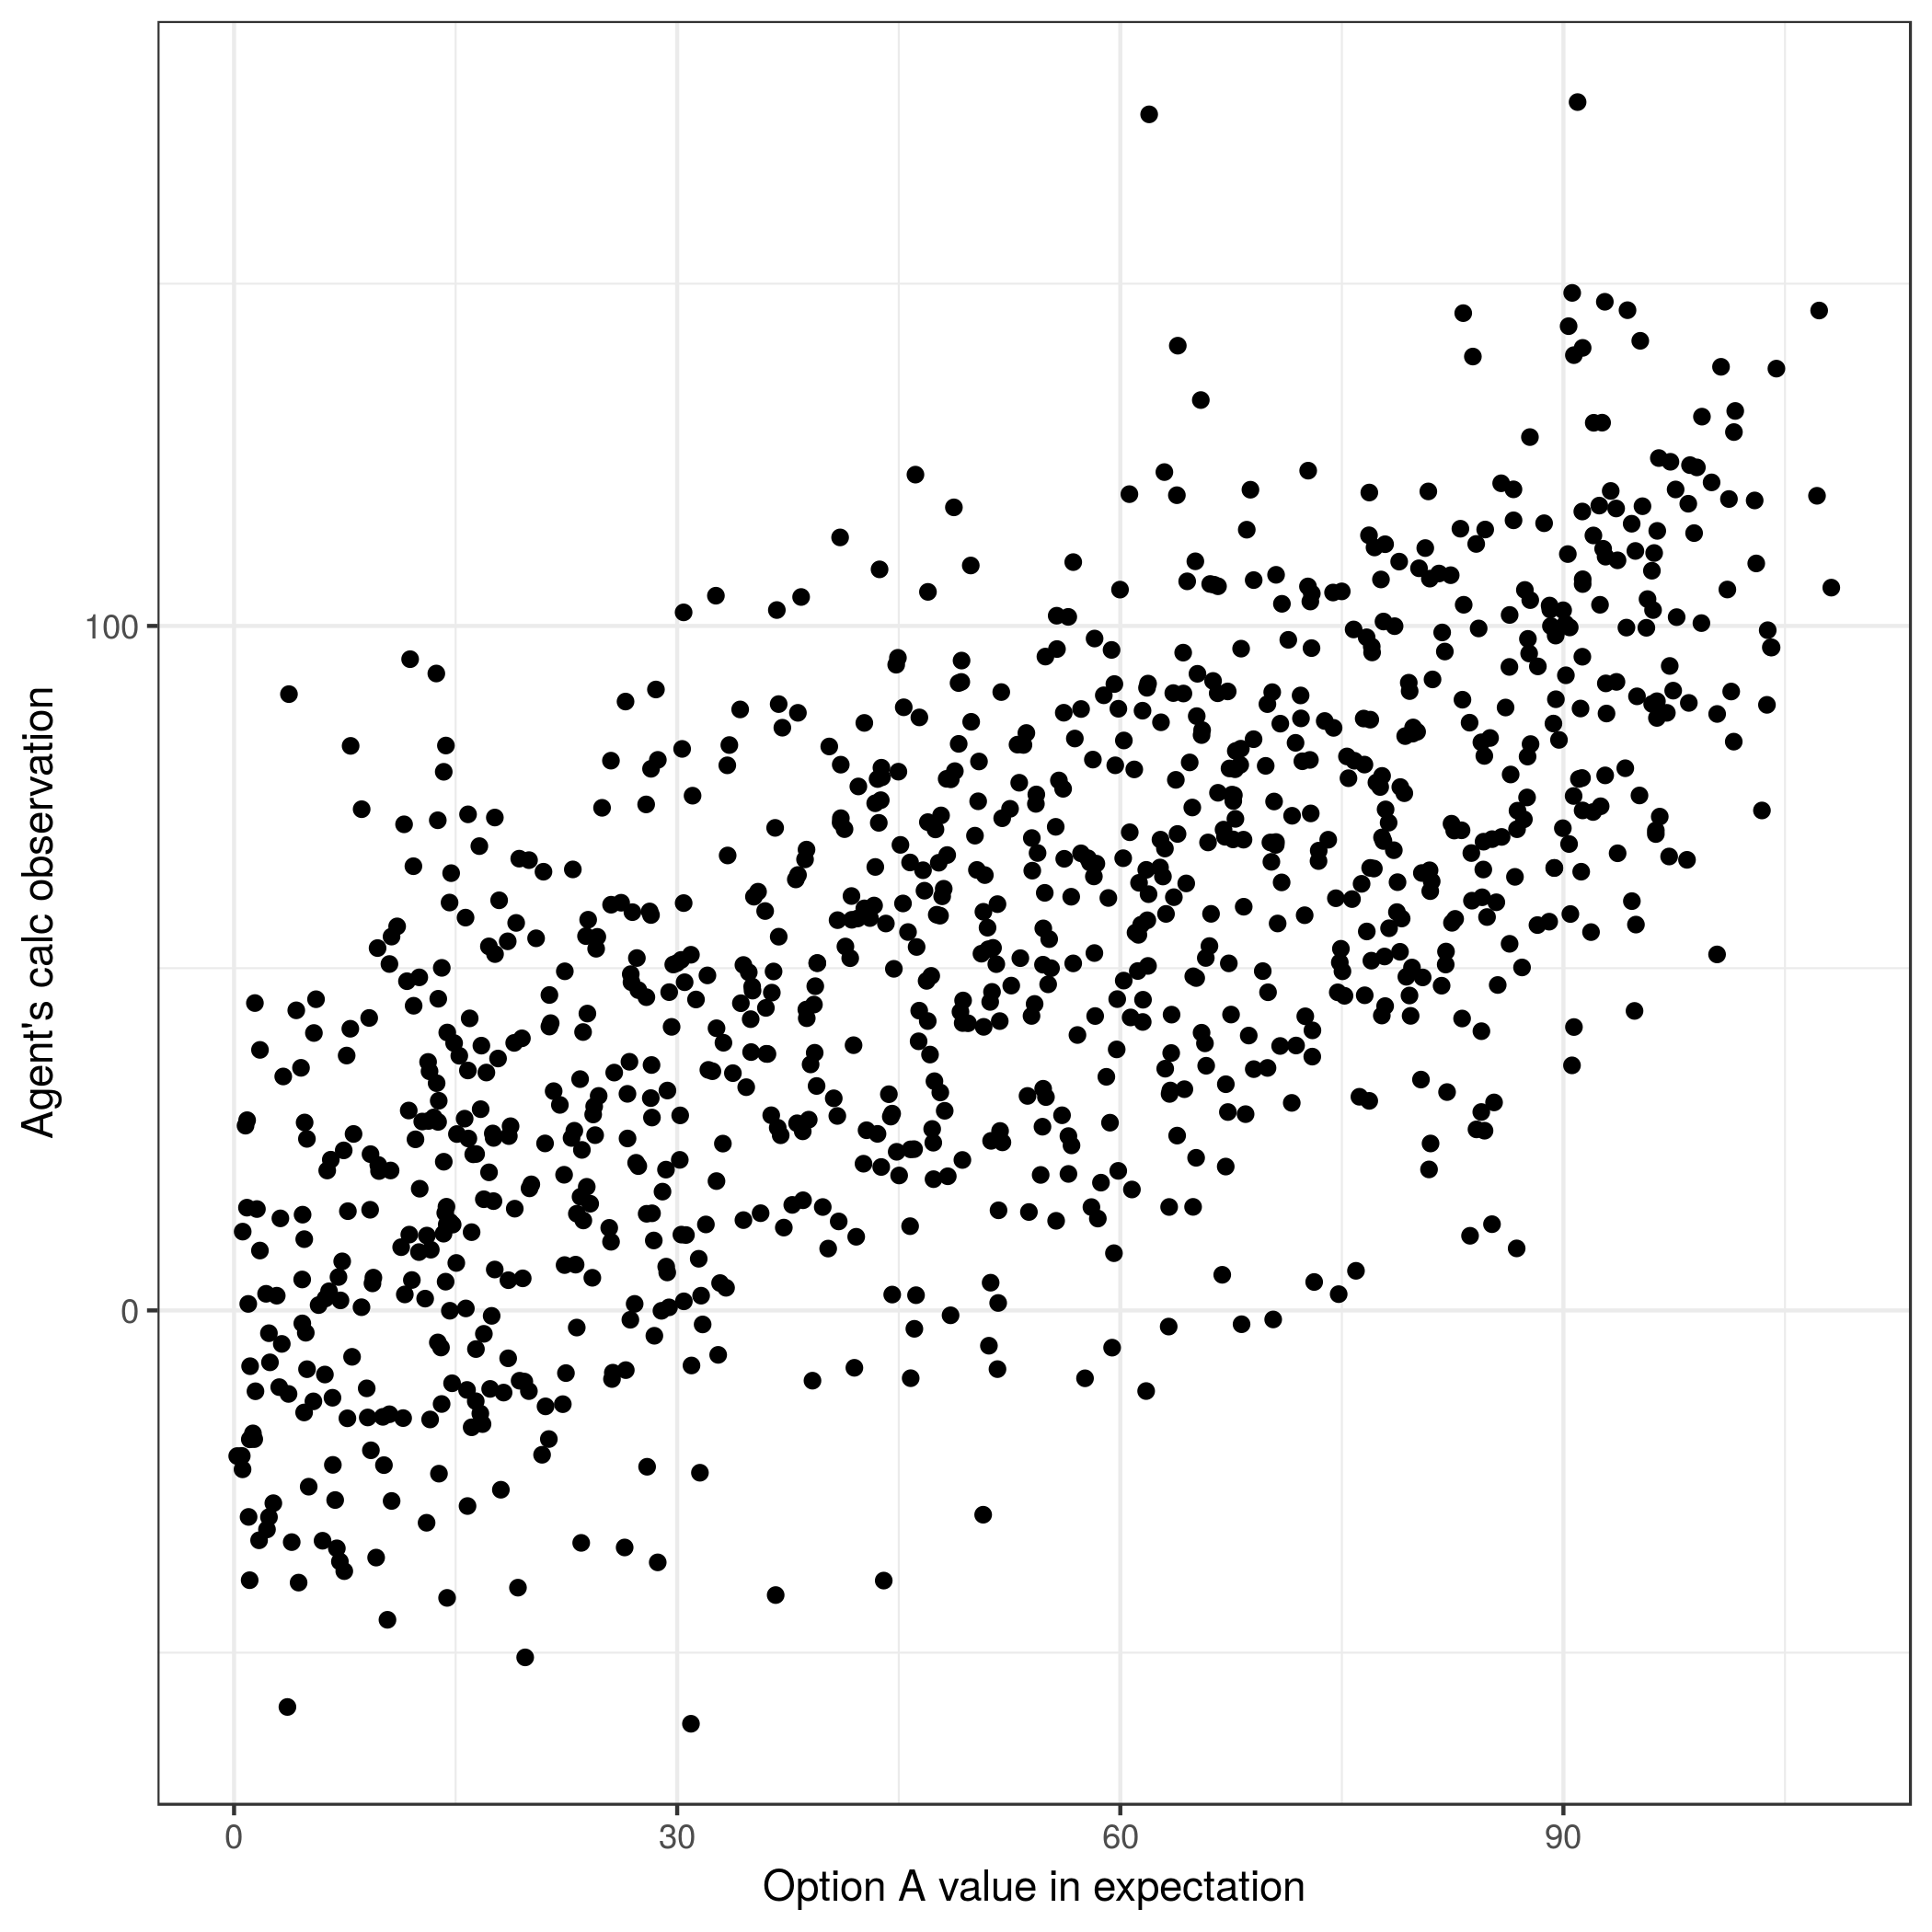 Agent's calc observation
100
0
0 30 60 90
Option A value in expectation